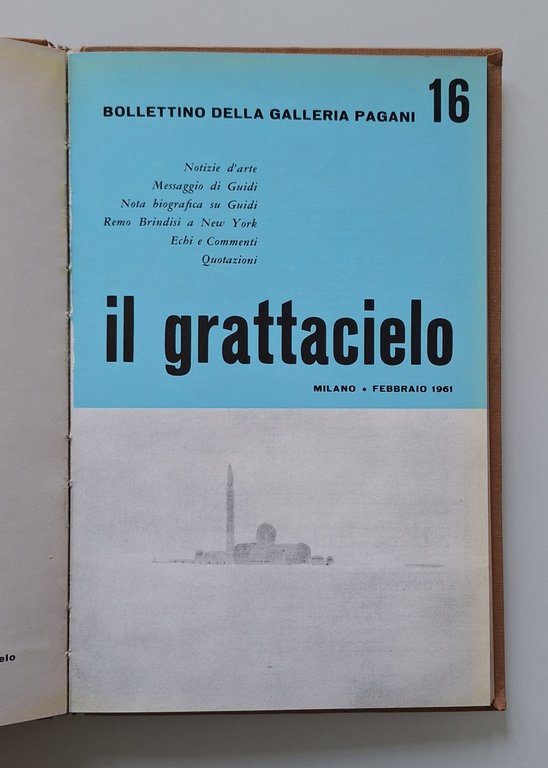 BOLLETTINO DELLA GALLERIA PAGANI 16
Notizie d'arte
Messaggio di Guidi
Nota biografica su Guidi
Remo Brindisi a New York
Echi e Commenti
Quotazioni
il grattacielo
MILANO • FEBBRAIO 1961
elo